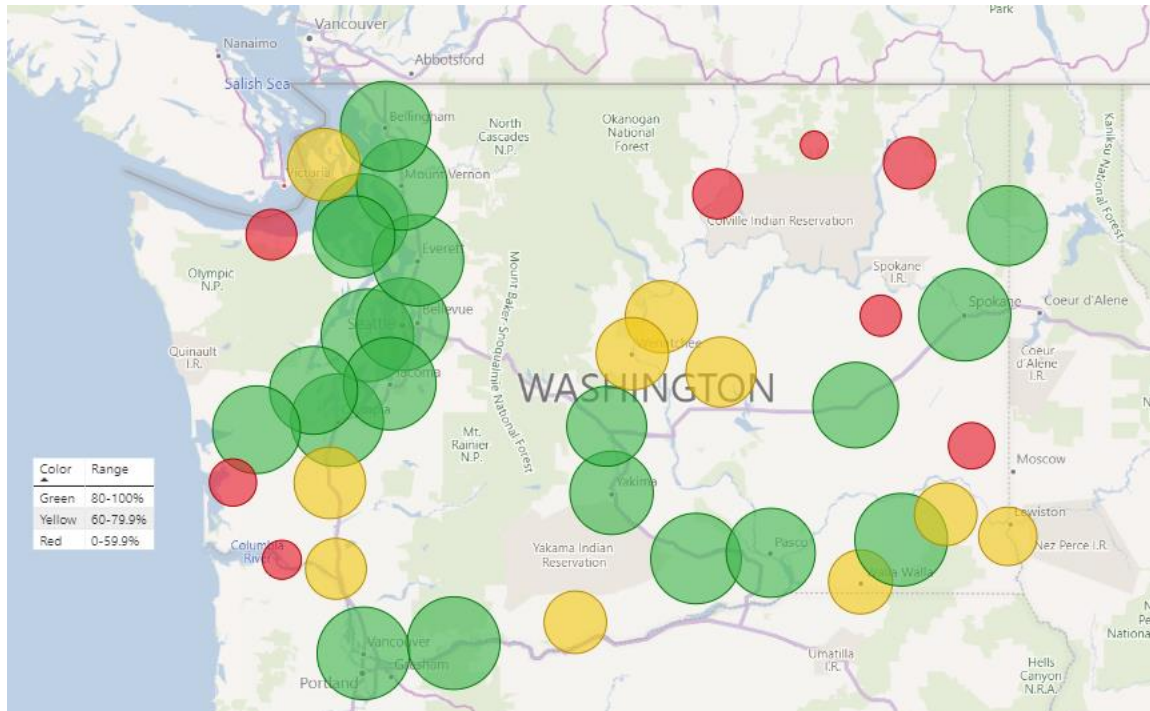 Park
Vancouver
Nanaimo
Abbotsford
Salish Sea
Bellingham
North
Cascades
N.P.
Okanogan
National
Forest
Kaniksu National Forest
Victoria
Mount Vernon
Colville Indian Reservation
Everett
Olympic
N.P.
Mount Baker Snoqualmie National Forest
Spokane
I.R.
Seattle
Bellevue
Spokane
Coeur d'Alene
Quinault
I.R.
Wenatchee
Coeur
d'Alene
I.R.
Tacoma
WASHINGTON
Olympia
Mt.
Rainier
N.P.
Moscow
Color Range
Green 80-100%
Yellow 60-79.9%
Red 0-59.9%
Yakima
Lewiston
Columbia
River
Yakama Indian
Reservation
Pasco
Nez Perce I.R.
Walla Walla
Vancouver
Gresham
Portland
Umatilla
I.R.
National
Hells
Canyon
N.R.A.